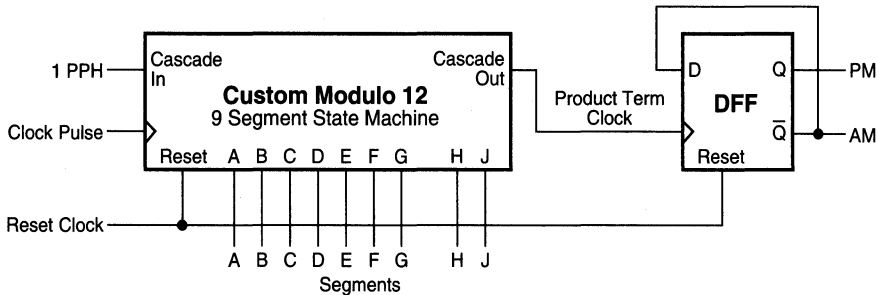 1 PPH
Cascade In
Custom Modulo 12
9 Segment State Machine
Cascade Out
Clock Pulse
Reset
A B C D E F G H J
Product Term Clock
D
Q
DFF
Q̅
Reset
PM
AM
Reset Clock
A B C D E F G H J
Segments